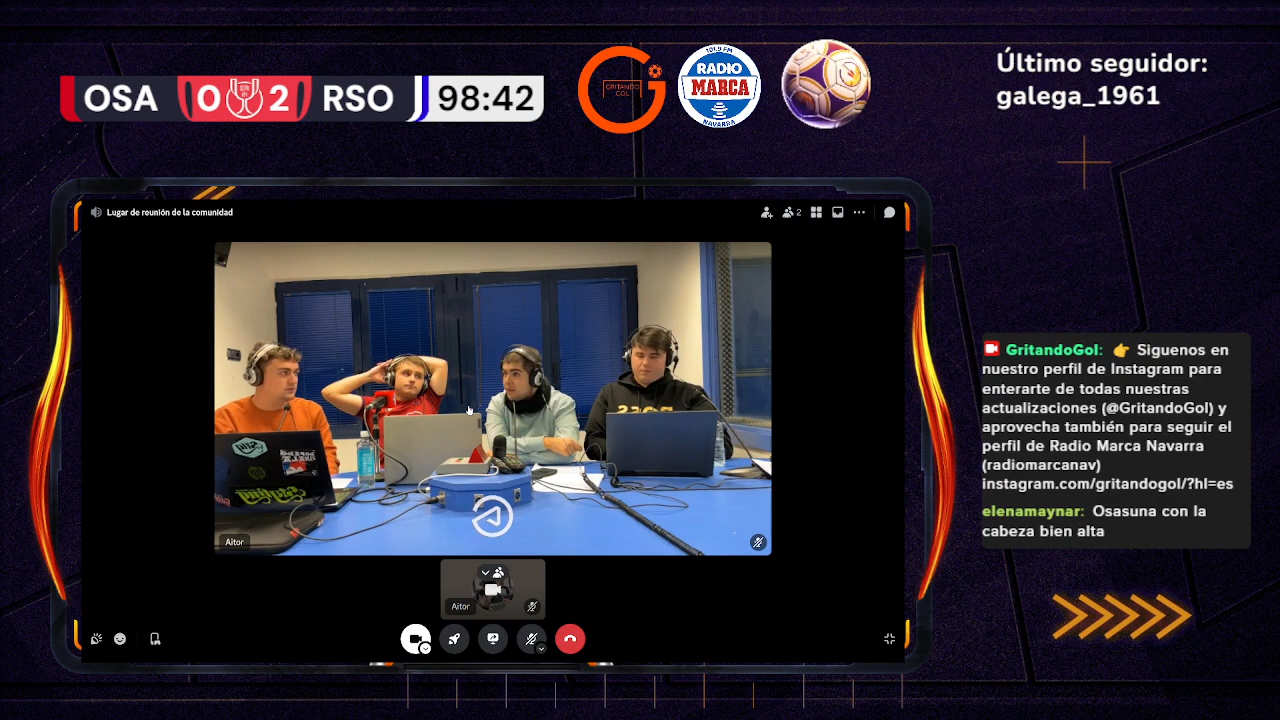 OSA 0 2 RSO 98:42
GRITANDO
GOL
101.9 FM
RADIO
MARCA
NAVARRA
Último seguidor:
galega_1961
Lugar de reunión de la comunidad
2
Aitor
Aitor
GritandoGol: 👉 Siguenos en
nuestro perfil de Instagram para
enterarte de todas nuestras
actualizaciones (@GritandoGol) y
aprovecha también para seguir el
perfil de Radio Marca Navarra
(radiomarcanav)
instagram.com/gritandogol/?hl=es
elenamaynar: Osasuna con la
cabeza bien alta